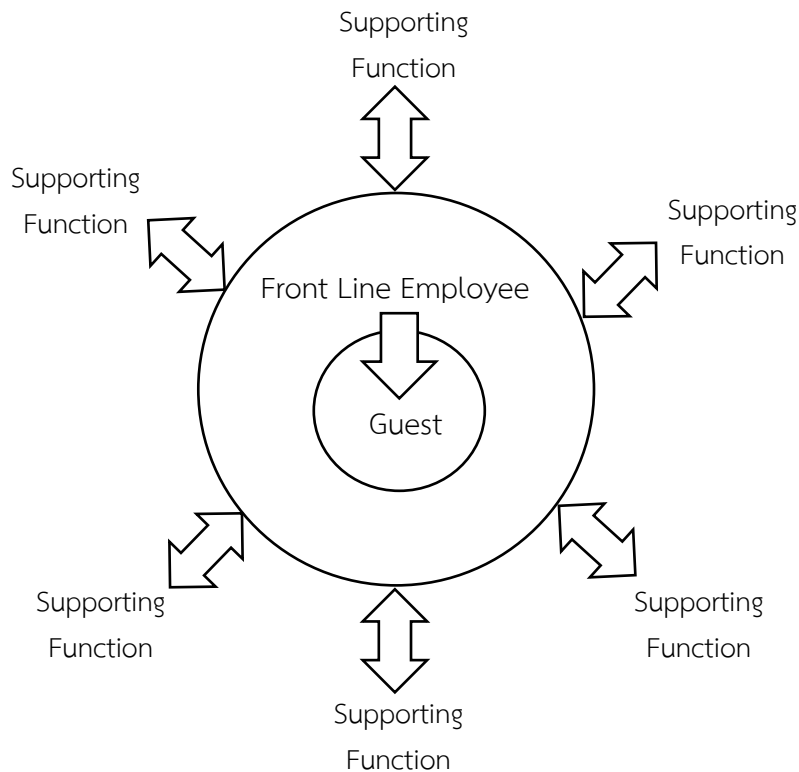 Supporting
Function
Supporting
Function
Supporting
Function
Front Line Employee
Guest
Supporting
Function
Supporting
Function
Supporting
Function